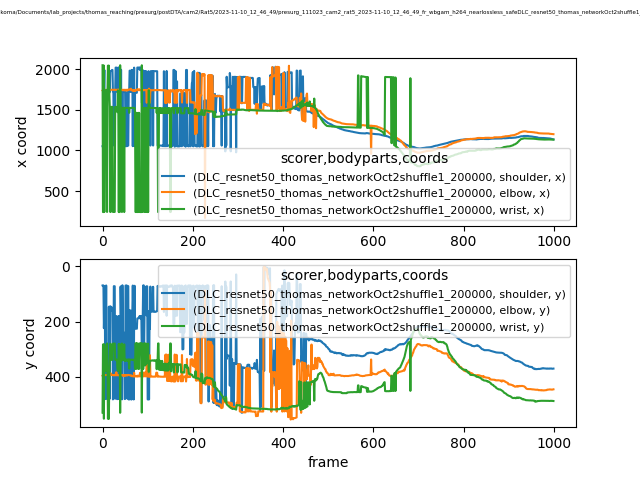 koma/Documents/lab_projects/thomas_reaching/presurg/postDTA/cam2/Rat5/2023-11-10_12_46_49/presurg_111023_cam2_rat5_2023-11-10_12_46_49_fr_wbgam_h264_nearlossless_safeDLC_resnet50_thomas_networkOct2shuffle1_
2000
1500
1000
500
x coord
scorer,bodyparts,coords
(DLC_resnet50_thomas_networkOct2shuffle1_200000, shoulder, x)
(DLC_resnet50_thomas_networkOct2shuffle1_200000, elbow, x)
(DLC_resnet50_thomas_networkOct2shuffle1_200000, wrist, x)
0 200 400 600 800 1000
0
200
400
y coord
scorer,bodyparts,coords
(DLC_resnet50_thomas_networkOct2shuffle1_200000, shoulder, y)
(DLC_resnet50_thomas_networkOct2shuffle1_200000, elbow, y)
(DLC_resnet50_thomas_networkOct2shuffle1_200000, wrist, y)
0 200 400 600 800 1000
frame